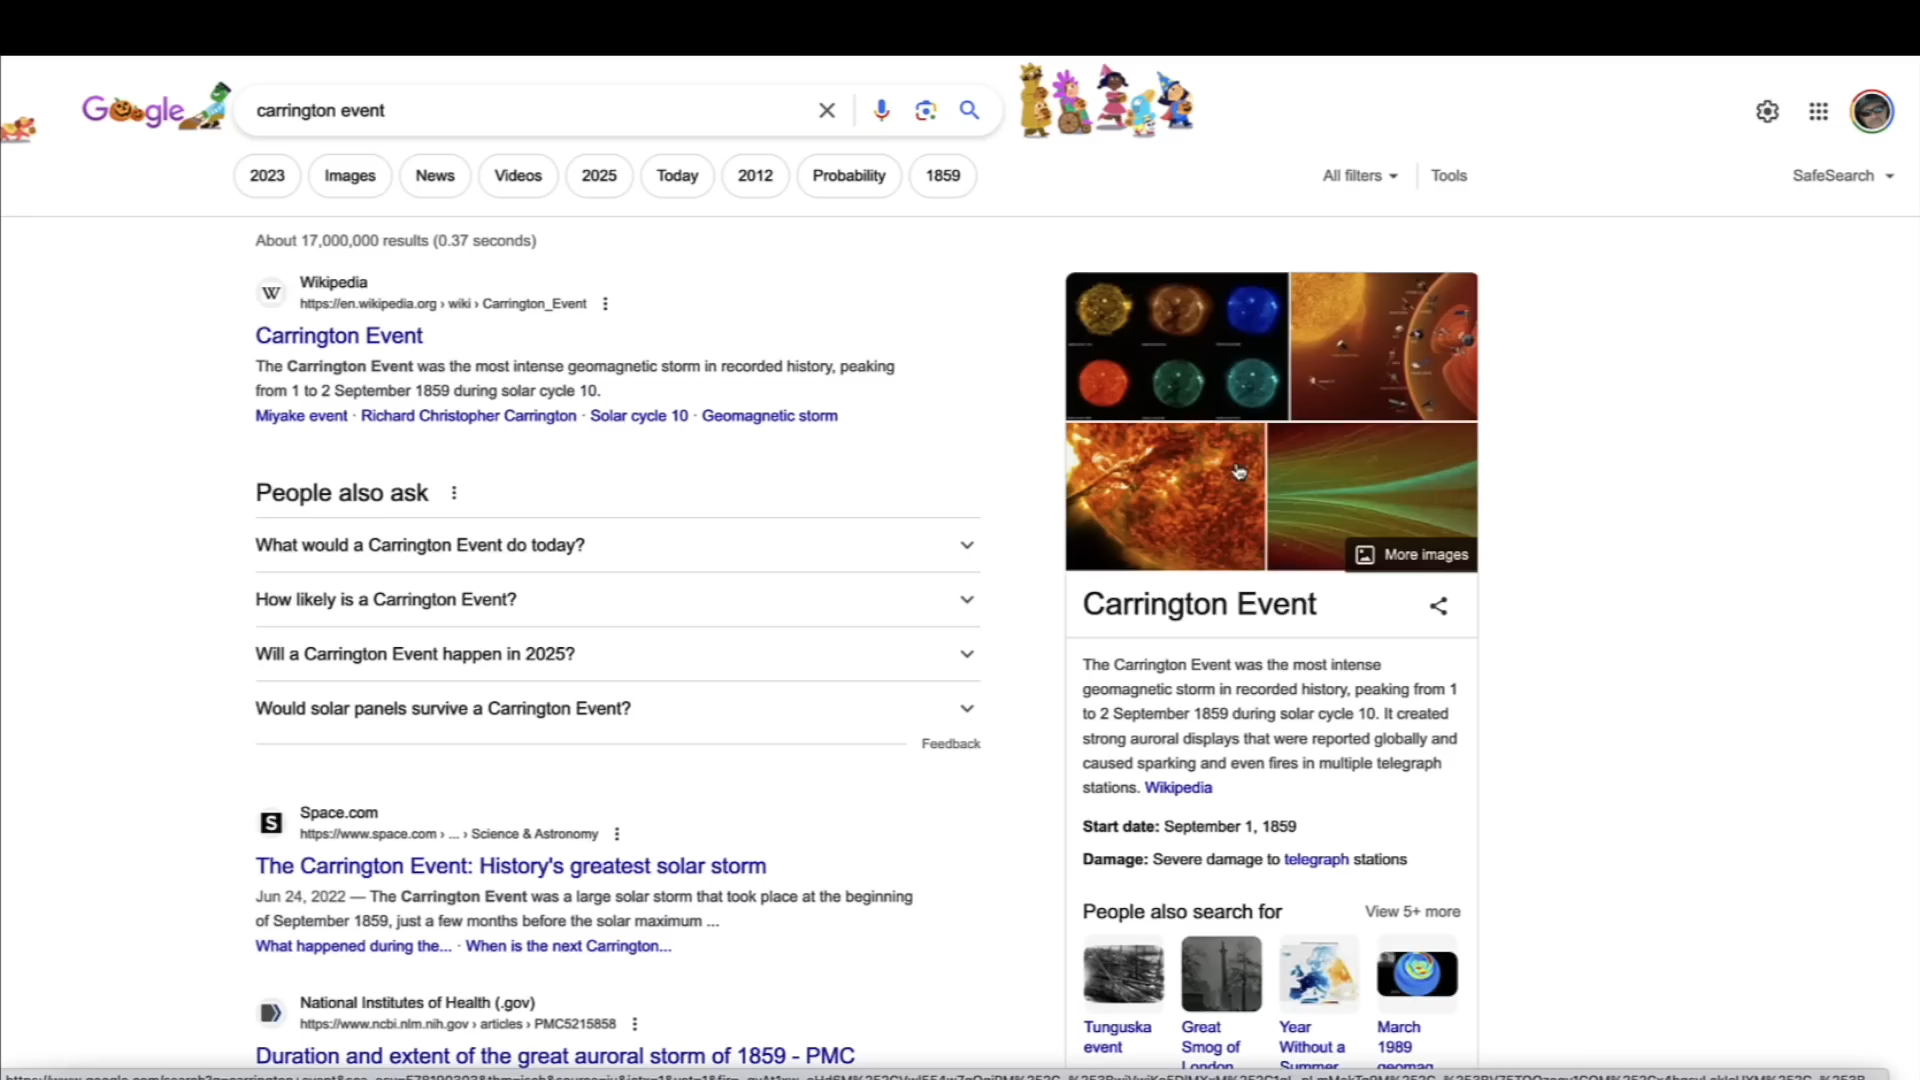 Google
carrington event
2023
Images
News
Videos
2025
Today
2012
Probability
1859
All filters
Tools
SafeSearch
About 17,000,000 results (0.37 seconds)
W
Wikipedia
https://en.wikipedia.org › wiki › Carrington_Event
Carrington Event
The Carrington Event was the most intense geomagnetic storm in recorded history, peaking
from 1 to 2 September 1859 during solar cycle 10.
Miyake event · Richard Christopher Carrington · Solar cycle 10 · Geomagnetic storm
People also ask
What would a Carrington Event do today?
How likely is a Carrington Event?
Will a Carrington Event happen in 2025?
Would solar panels survive a Carrington Event?
Feedback
S
Space.com
https://www.space.com › ... › Science & Astronomy
The Carrington Event: History's greatest solar storm
Jun 24, 2022 — The Carrington Event was a large solar storm that took place at the beginning
of September 1859, just a few months before the solar maximum ...
What happened during the... · When is the next Carrington...
National Institutes of Health (.gov)
https://www.ncbi.nlm.nih.gov › articles › PMC5215858
Duration and extent of the great auroral storm of 1859 - PMC
More images
Carrington Event
The Carrington Event was the most intense
geomagnetic storm in recorded history, peaking from 1
to 2 September 1859 during solar cycle 10. It created
strong auroral displays that were reported globally and
caused sparking and even fires in multiple telegraph
stations. Wikipedia
Start date: September 1, 1859
Damage: Severe damage to telegraph stations
People also search for
View 5+ more
Tunguska
event
Great
Smog of
London
Year
Without a
Summer
March
1989
geomag